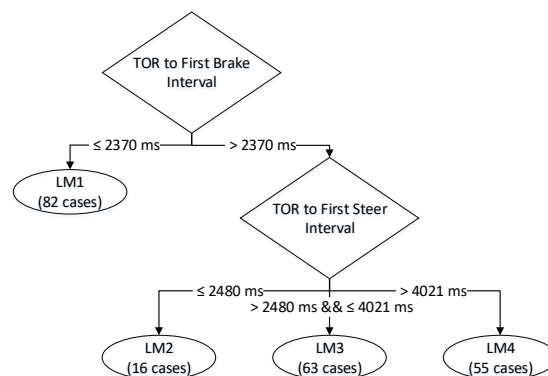 TOR to First Brake
Interval
≤ 2370 ms
> 2370 ms
LM1
(82 cases)
TOR to First Steer
Interval
≤ 2480 ms
> 4021 ms
> 2480 ms && ≤ 4021 ms
LM2
(16 cases)
LM3
(63 cases)
LM4
(55 cases)